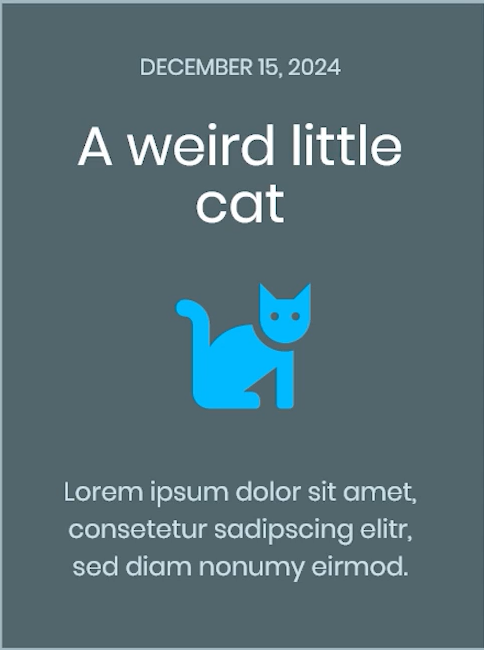 DECEMBER 15, 2024
A weird little
cat
Lorem ipsum dolor sit amet,
consetetur sadipscing elitr,
sed diam nonumy eirmod.